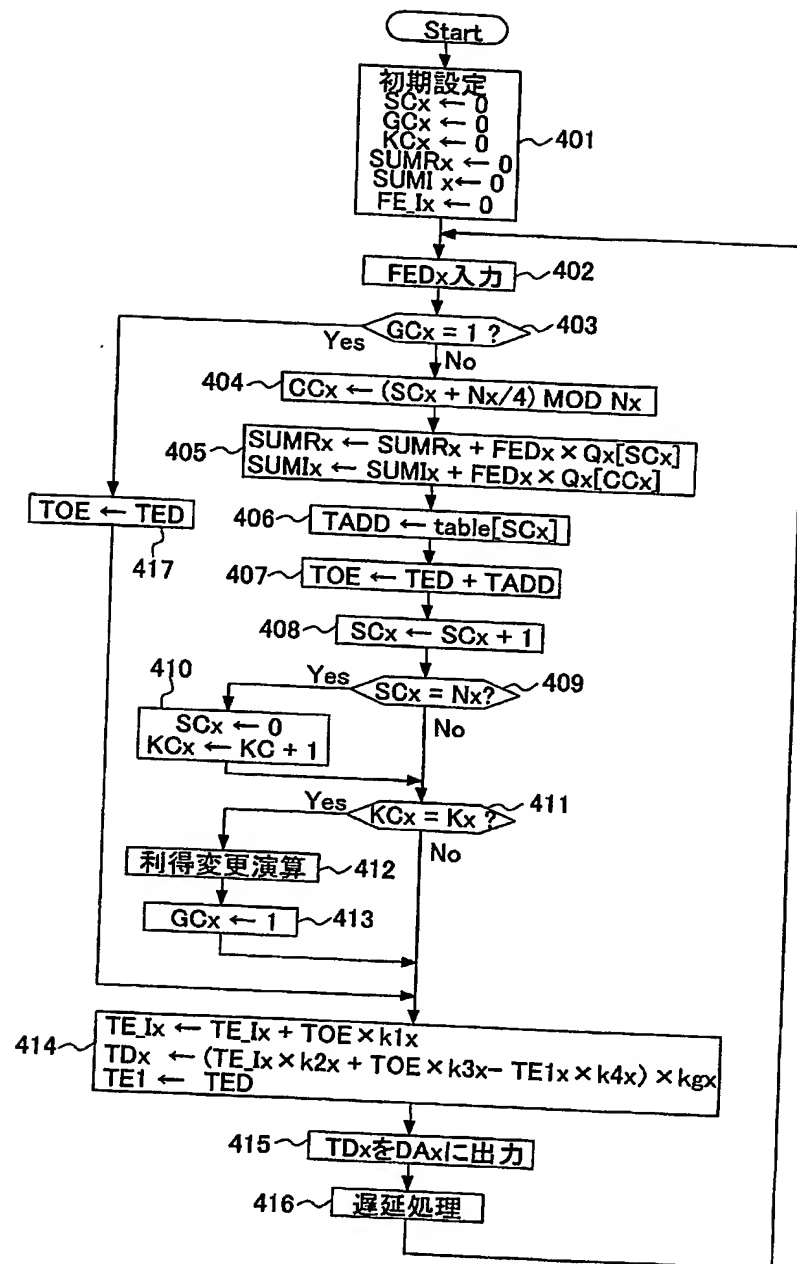 Start
初期設定
SCx ← 0
GCx ← 0
KCx ← 0
SUMRx ← 0
SUMI x← 0
FE_Ix ← 0
401
FEDx入力
402
GCx = 1 ?
403
Yes
No
404
CCx ← (SCx + Nx/4) MOD Nx
405
SUMRx ← SUMRx + FEDx × Qx[SCx]
SUMIx ← SUMIx + FEDx × Qx[CCx]
TOE ← TED
417
406
TADD ← table[SCx]
407
TOE ← TED + TADD
408
SCx ← SCx + 1
409
SCx = Nx?
Yes
No
410
SCx ← 0
KCx ← KC + 1
411
KCx = Kx ?
Yes
No
利得変更演算
412
GCx ← 1
413
414
TE_Ix ← TE_Ix + TOE × k1x
TDx ← (TE_Ix × k2x + TOE × k3x− TE1x × k4x) × kgx
TE1 ← TED
415
TDxをDAxに出力
416
遅延処理